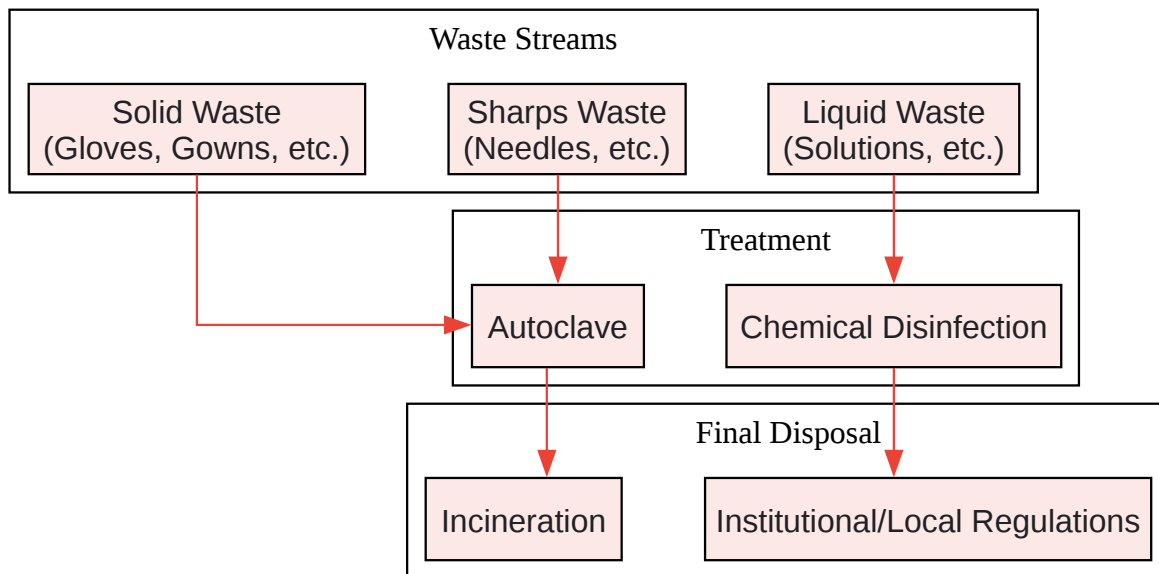 Waste Streams
Solid Waste
(Gloves, Gowns, etc.)
Sharps Waste
(Needles, etc.)
Liquid Waste
(Solutions, etc.)
Treatment
Autoclave
Chemical Disinfection
Final Disposal
Incineration
Institutional/Local Regulations